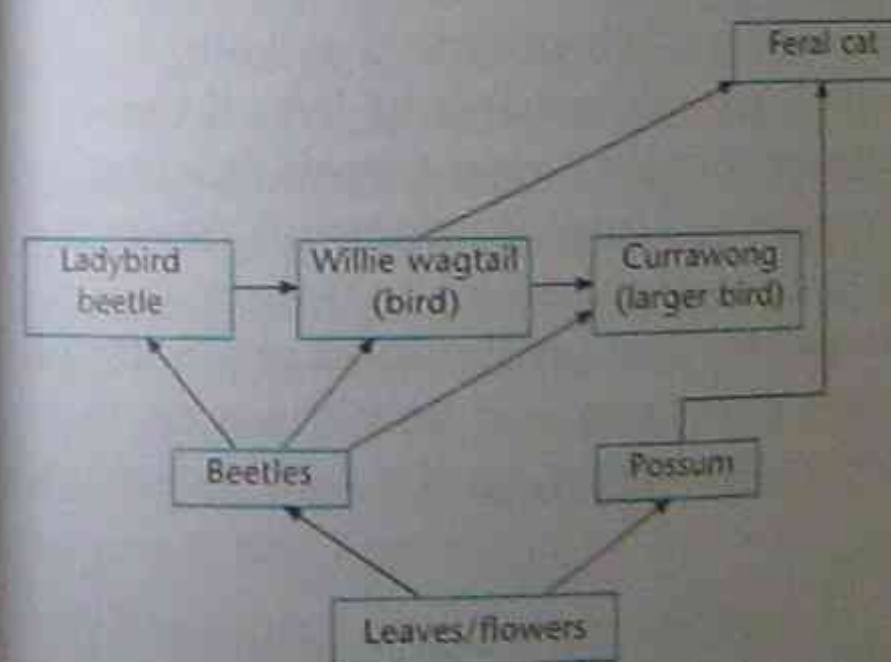 Feral cat
Ladybird
beetle
Willie wagtail
(bird)
Currawong
(larger bird)
Beetles
Possum
Leaves/flowers